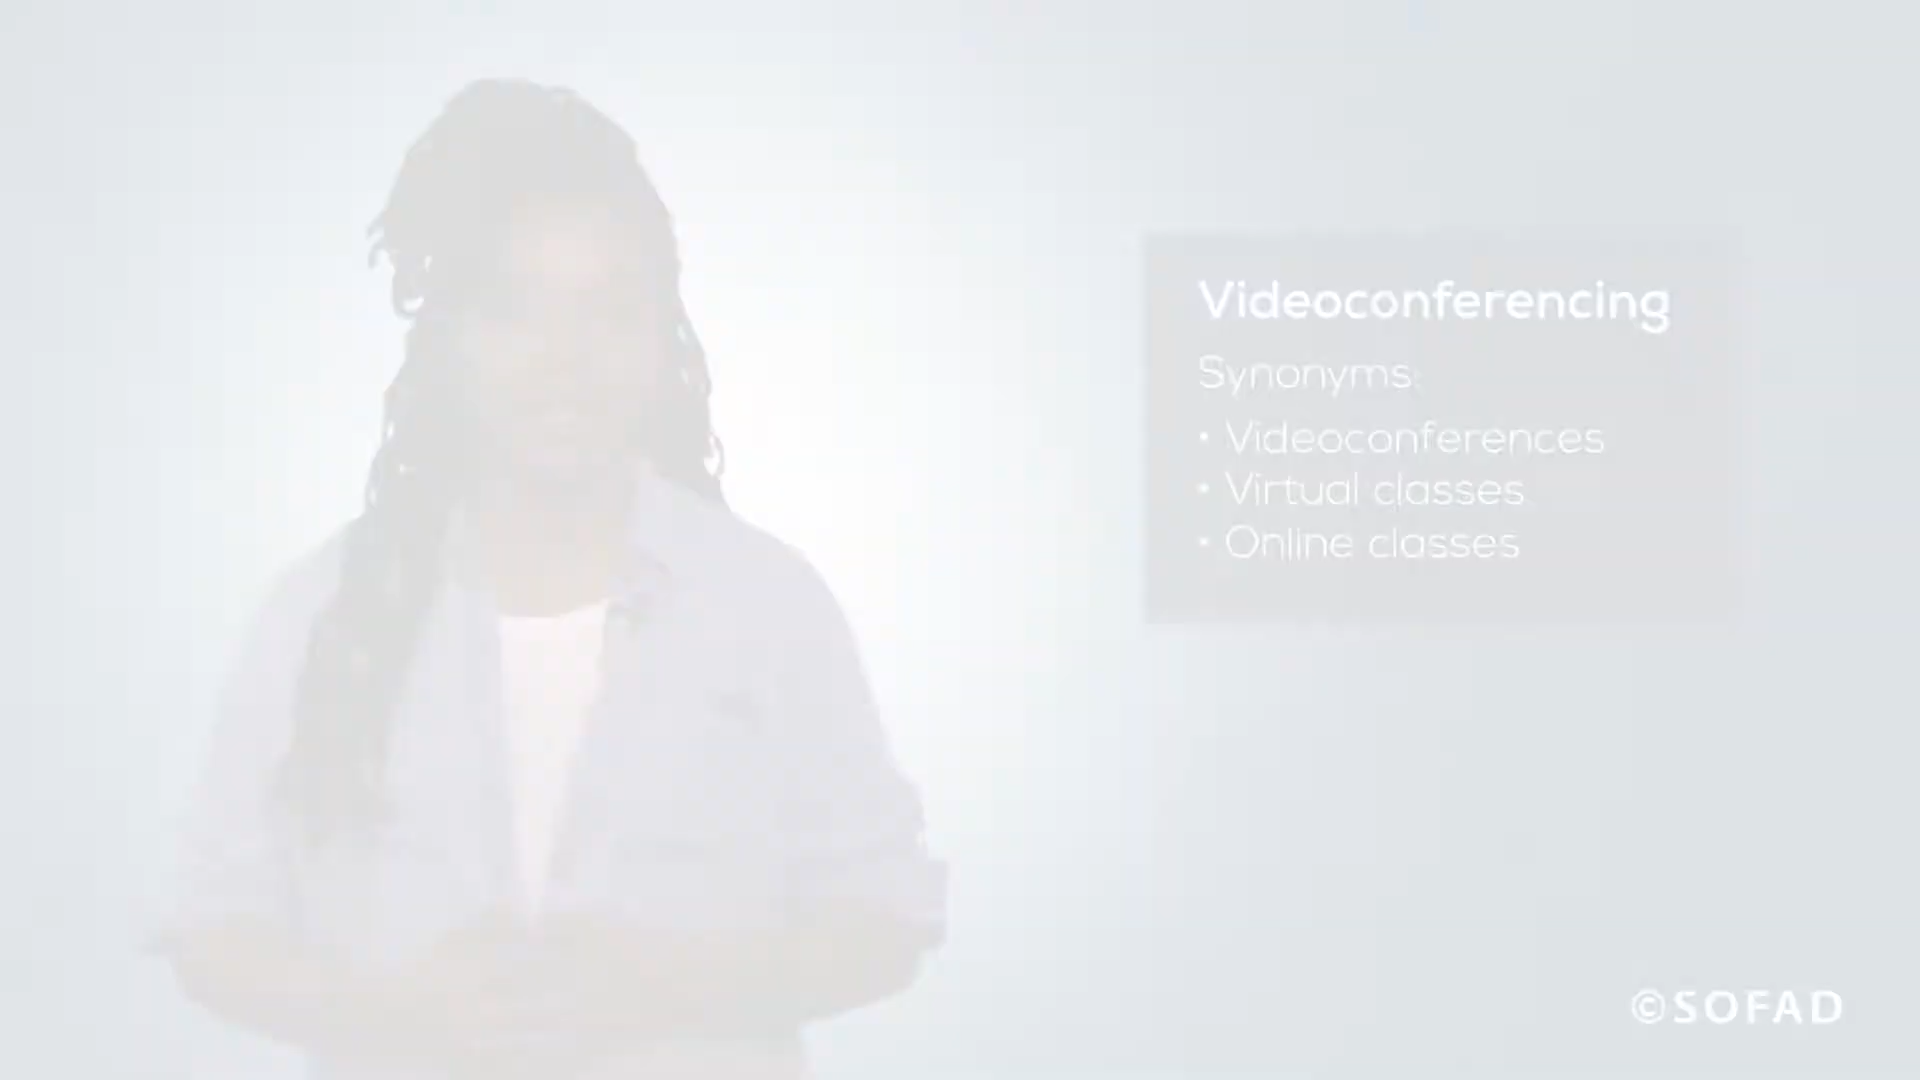 Videoconferencing
Synonyms:
• Videoconferences
• Virtual classes
• Online classes
©SOFAD